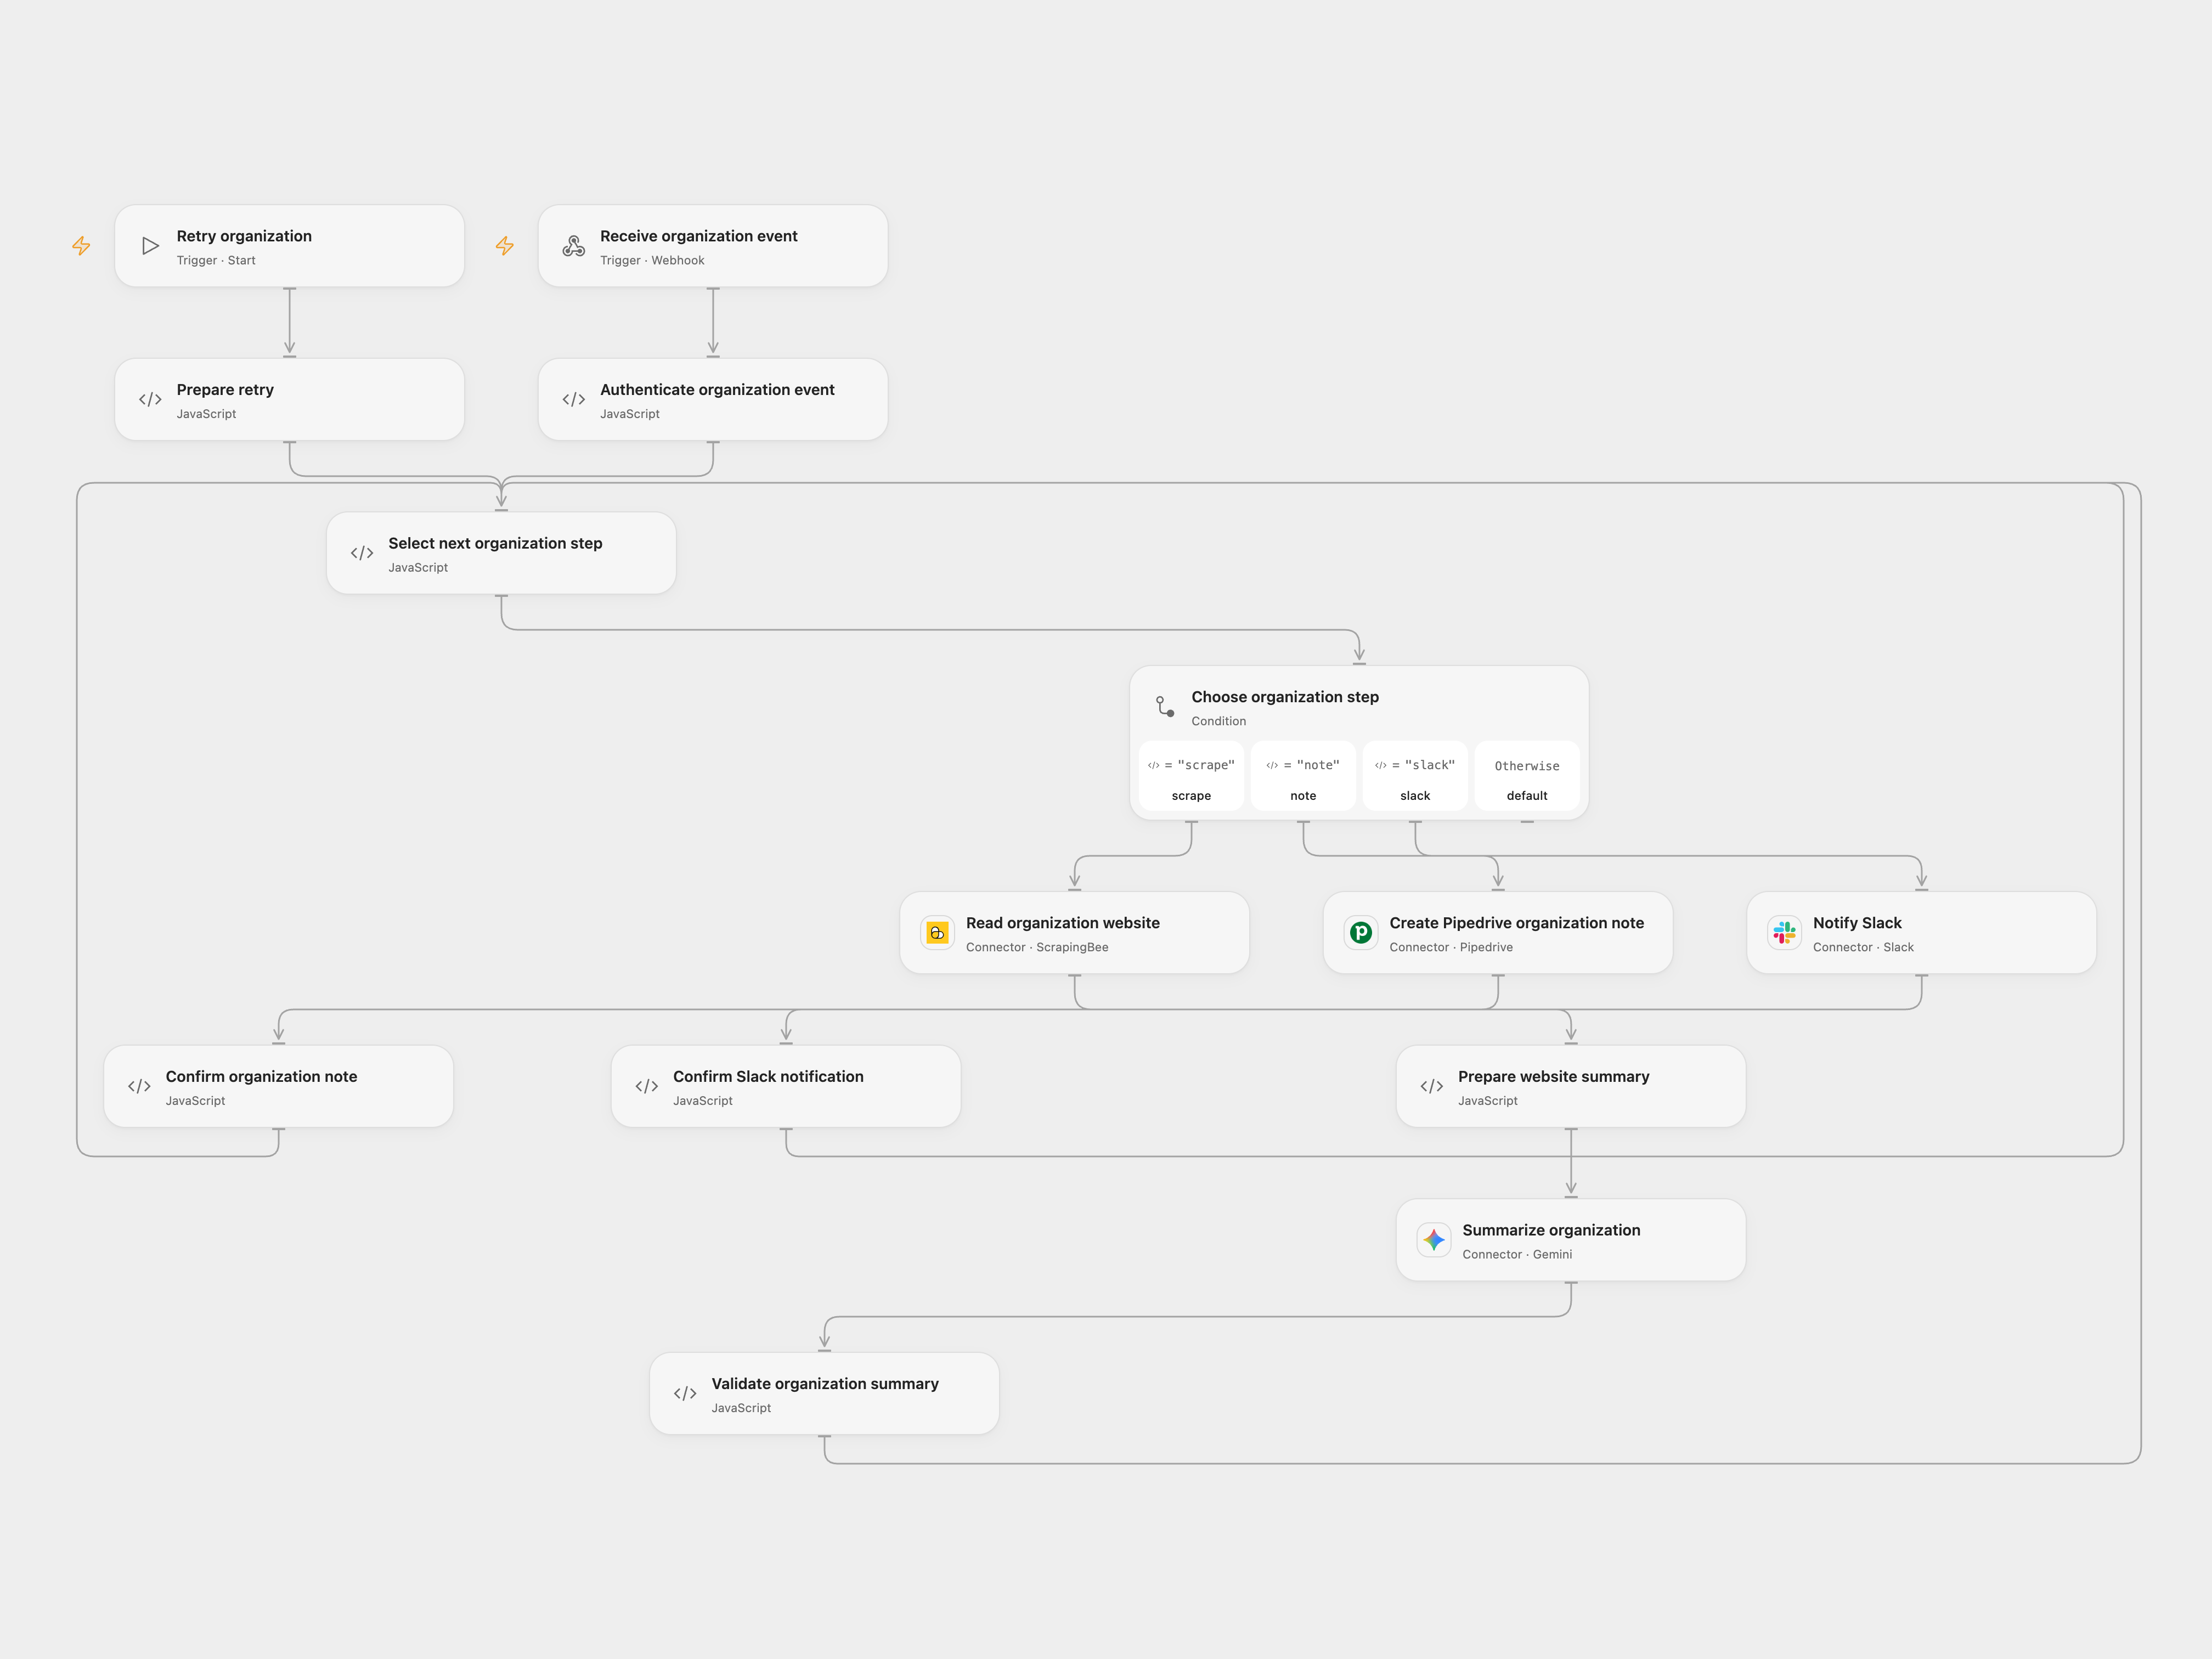 Retry organization
Trigger · Start
Receive organization event
Trigger · Webhook
Prepare retry
JavaScript
Authenticate organization event
JavaScript
Select next organization step
JavaScript
Choose organization step
Condition
</> = "scrape"
scrape
</> = "note"
note
</> = "slack"
slack
Otherwise
default
Read organization website
Connector · ScrapingBee
Create Pipedrive organization note
Connector · Pipedrive
Notify Slack
Connector · Slack
Confirm organization note
JavaScript
Confirm Slack notification
JavaScript
Prepare website summary
JavaScript
Summarize organization
Connector · Gemini
Validate organization summary
JavaScript